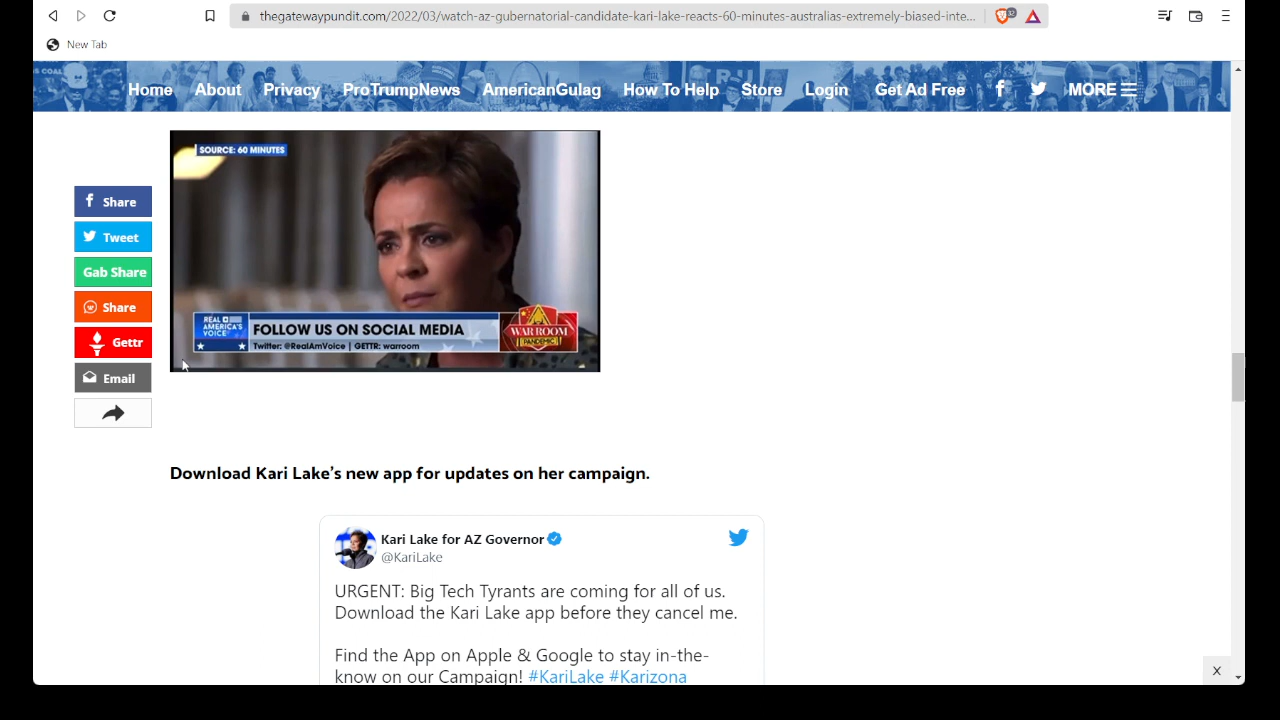 thegatewaypundit.com/2022/03/watch-az-gubernatorial-candidate-kari-lake-reacts-60-minutes-australias-extremely-biased-inte...
32
New Tab
Home About Privacy ProTrumpNews AmericanGulag How To Help Store Login Get Ad Free MORE
SOURCE: 60 MINUTES
Share
Tweet
Gab Share
Share
Gettr
Email
REAL AMERICA'S VOICE
FOLLOW US ON SOCIAL MEDIA
Twitter: @RealAmVoice | GETTR: warroom
WAR ROOM
PANDEMIC
Download Kari Lake's new app for updates on her campaign.
Kari Lake for AZ Governor
@KariLake
URGENT: Big Tech Tyrants are coming for all of us.
Download the Kari Lake app before they cancel me.
Find the App on Apple & Google to stay in-the-
know on our Campaign! #KariLake #Karizona
X